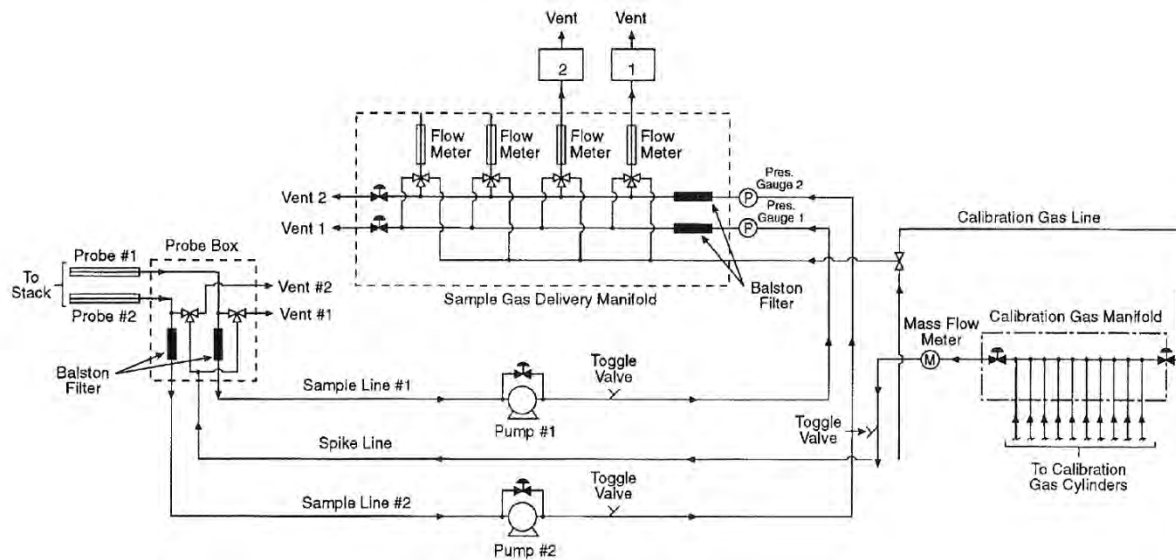 Vent
Vent
2
1
Flow
Meter
Flow
Meter
Flow
Meter
Flow
Meter
Pres.
Gauge 2
Vent 2
P
Pres.
Gauge 1
Vent 1
P
Calibration Gas Line
Probe Box
Probe #1
To
Stack
Probe #2
Vent #2
Vent #1
Sample Gas Delivery Manifold
Balston
Filter
Calibration Gas Manifold
Mass Flow
Meter
M
Balston
Filter
Sample Line #1
Toggle
Valve
Pump #1
Toggle
Valve
Spike Line
To Calibration
Gas Cylinders
Sample Line #2
Toggle
Valve
Pump #2